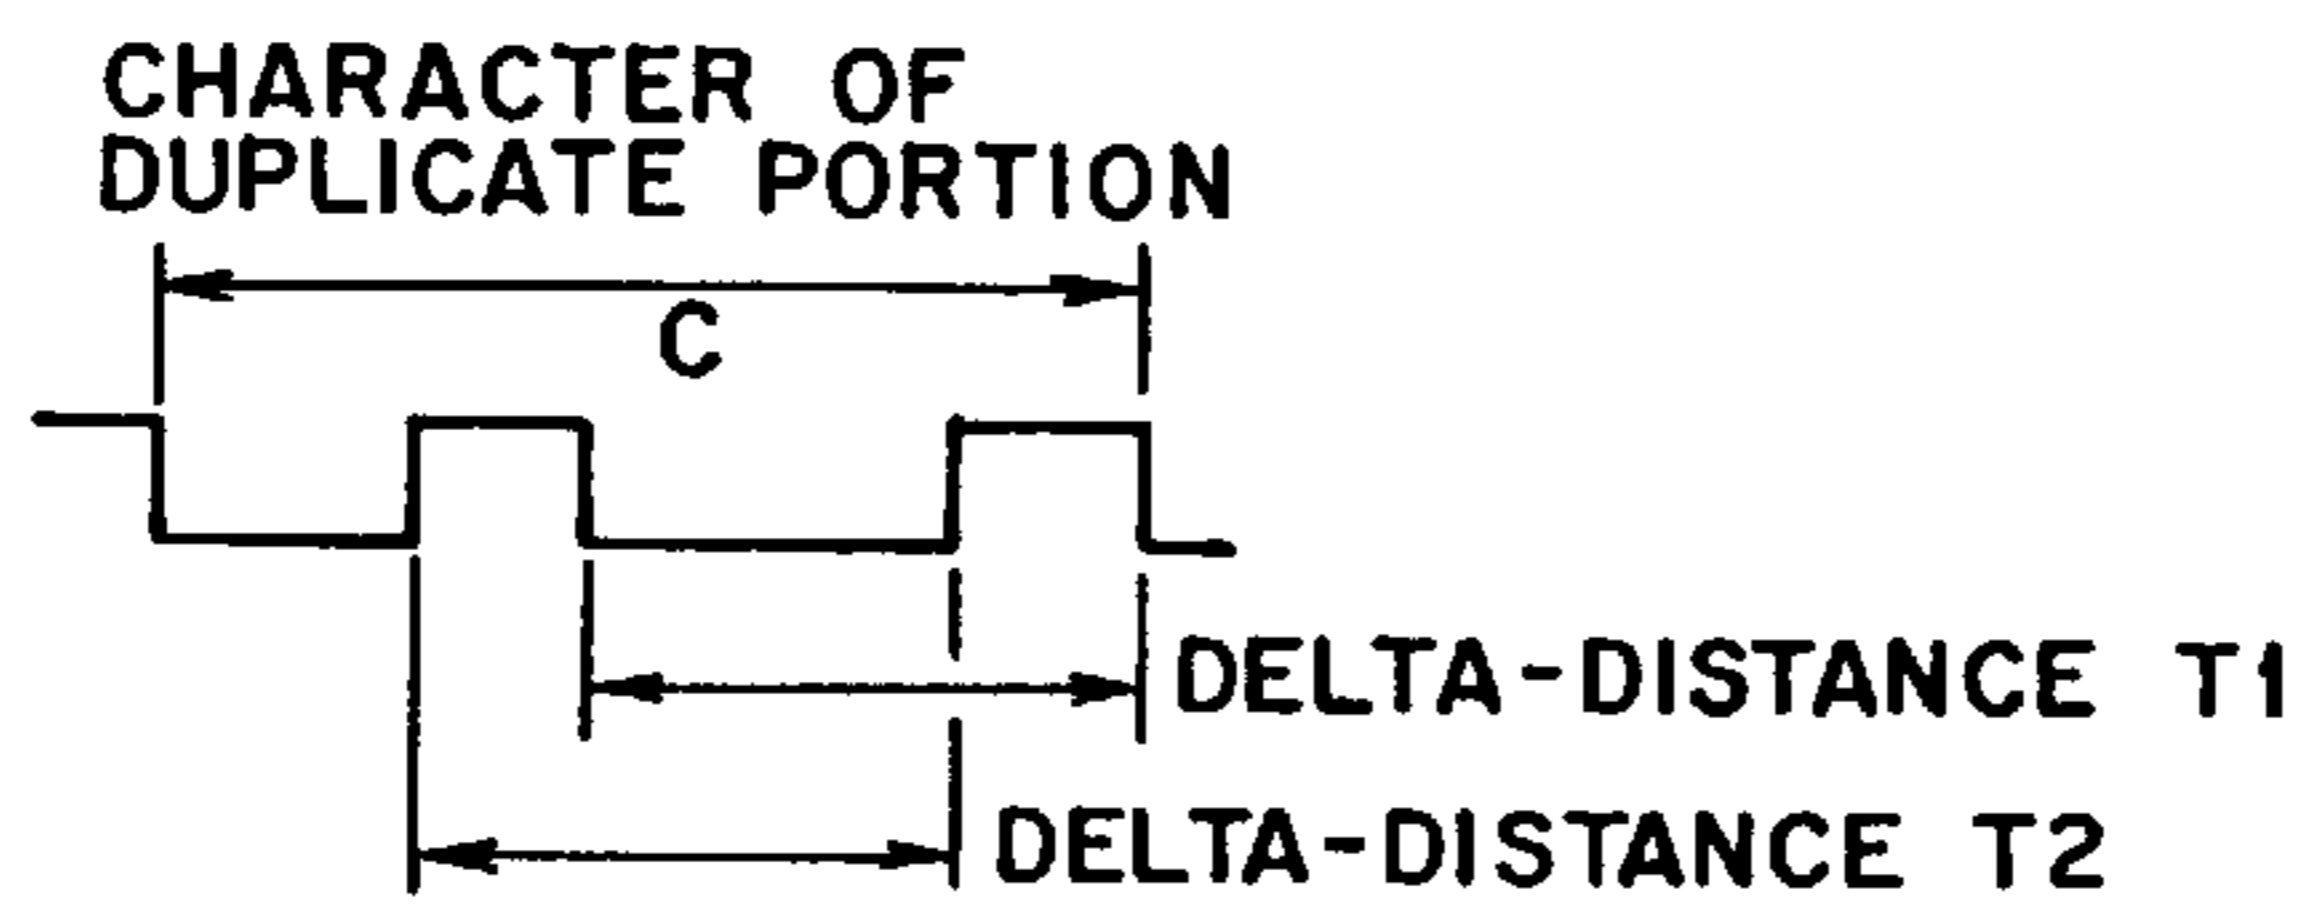 CHARACTER OF
DUPLICATE PORTION
C
DELTA-DISTANCE T1
DELTA-DISTANCE T2